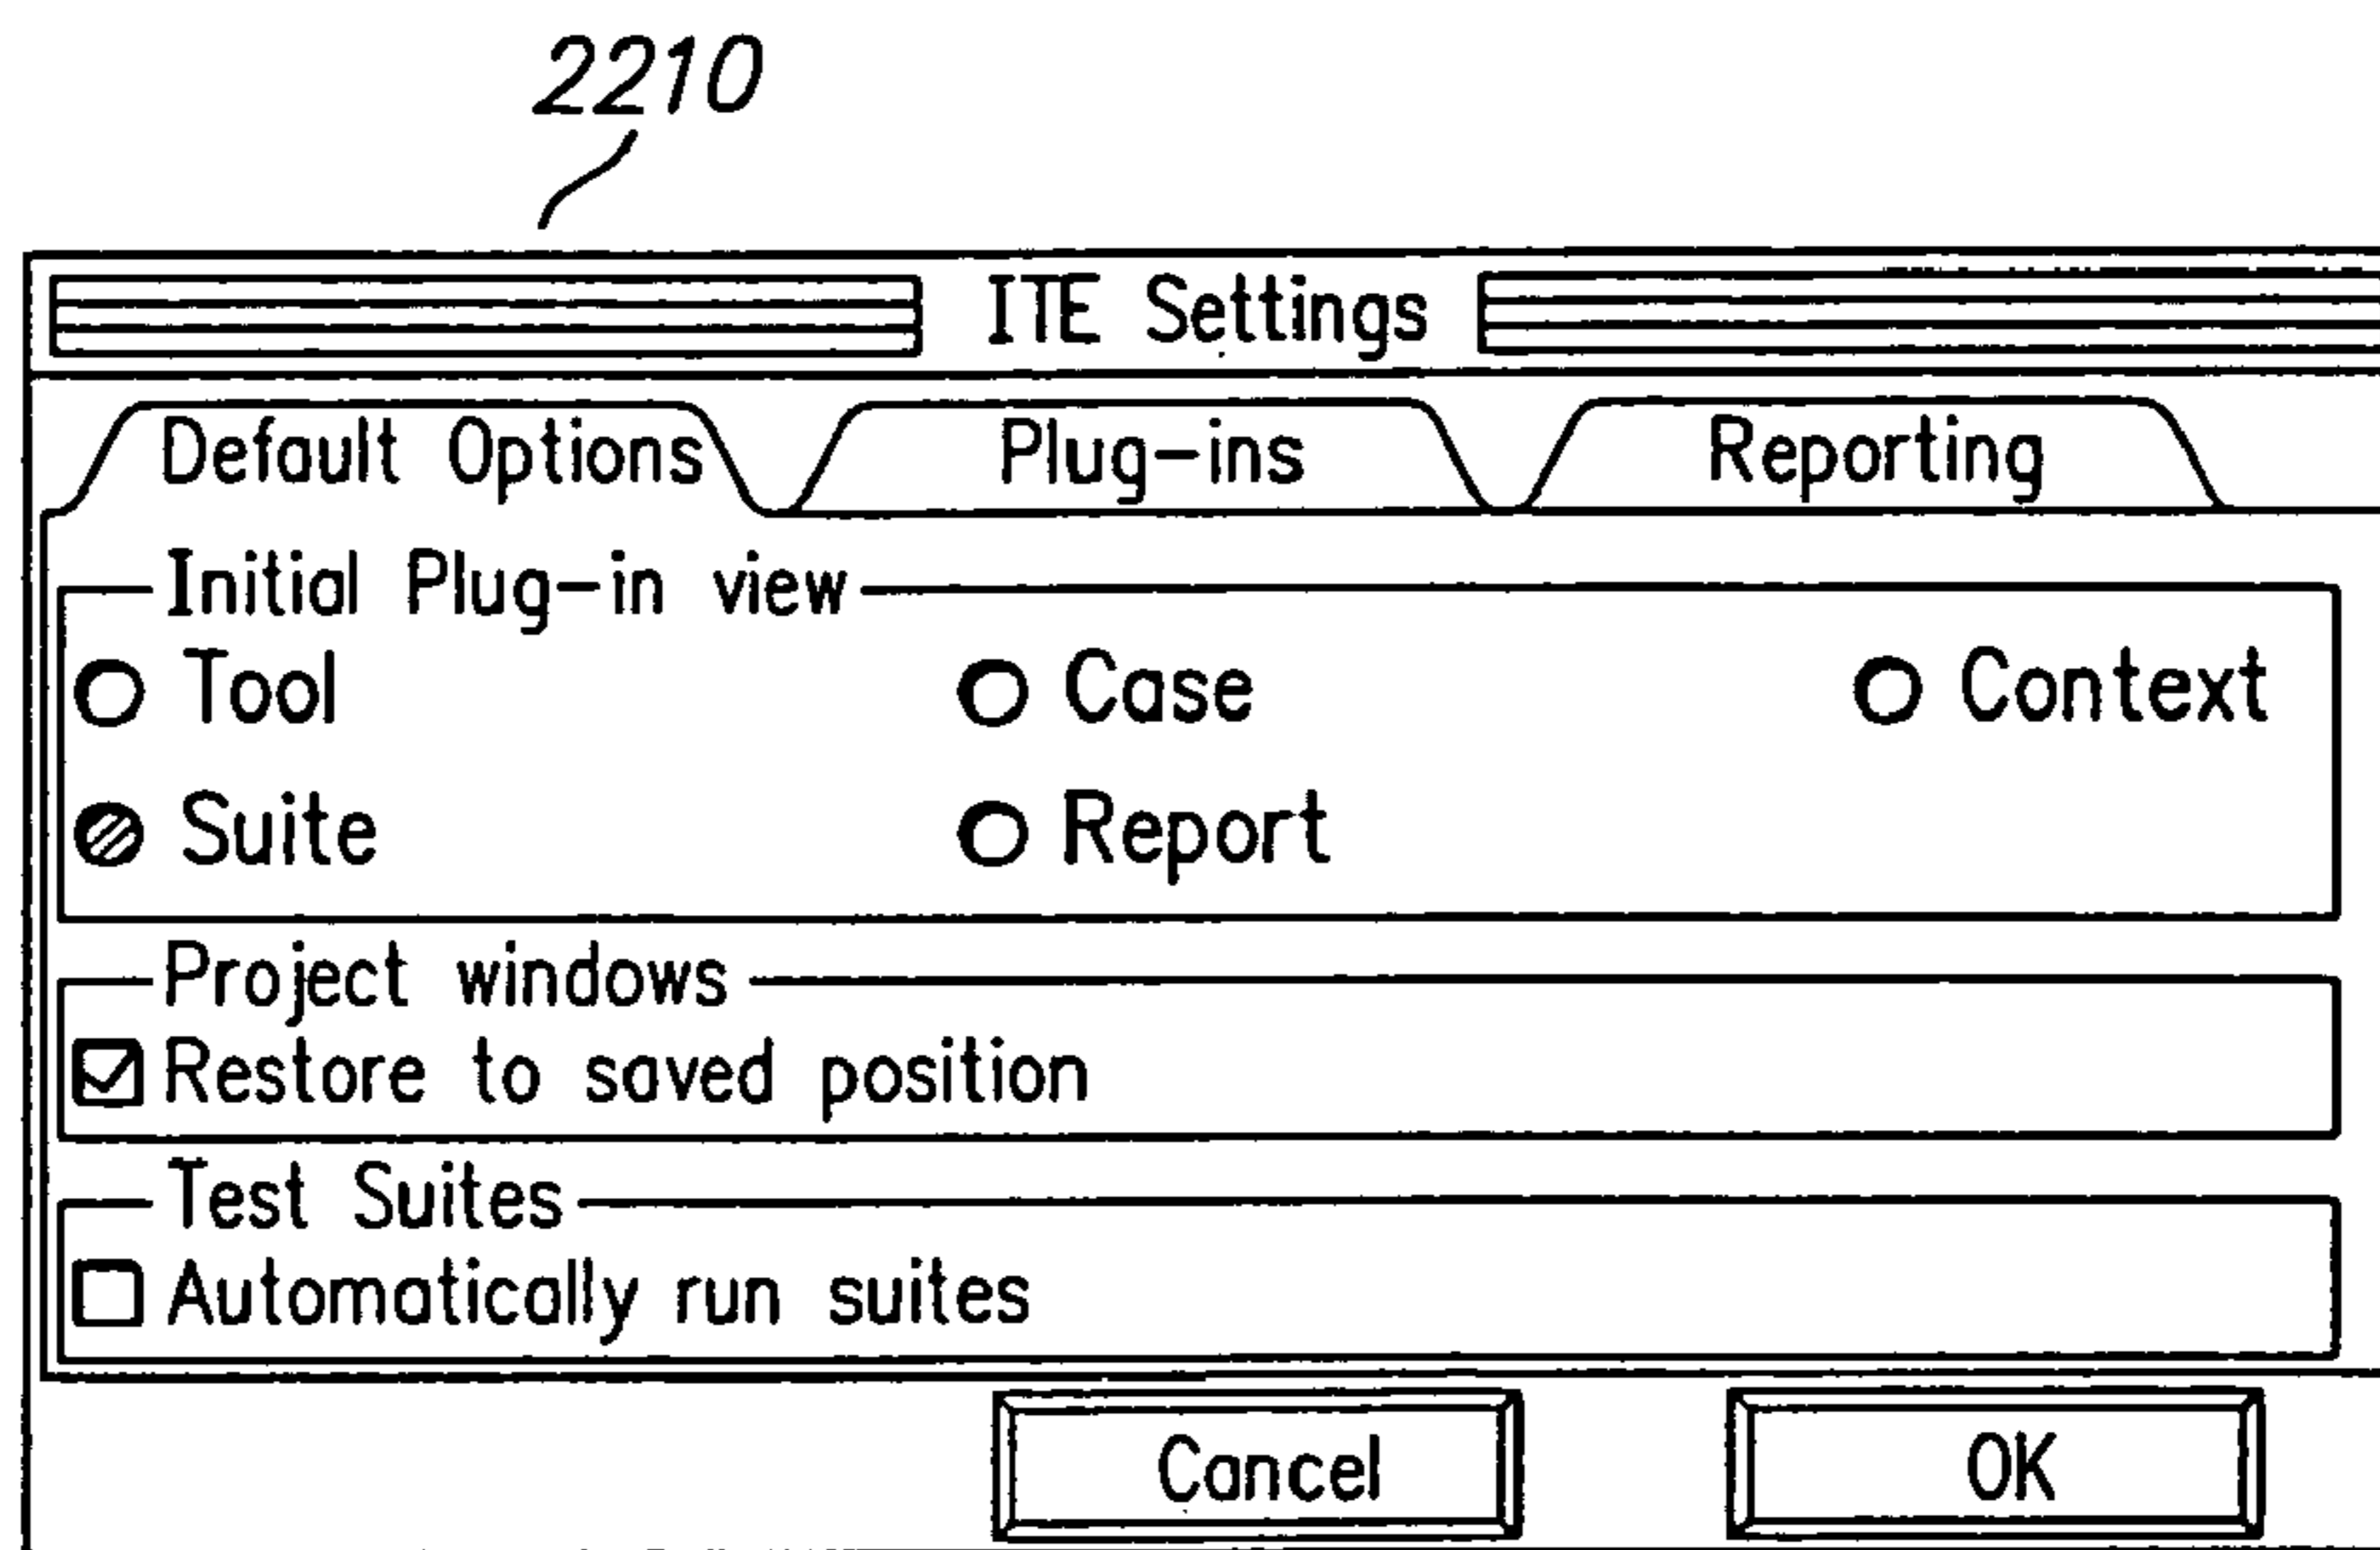 2210
ITE Settings
Default Options Plug-ins Reporting
Initial Plug-in view
Tool Case Context
Suite Report
Project windows
Restore to saved position
Test Suites
Automatically run suites
Cancel OK